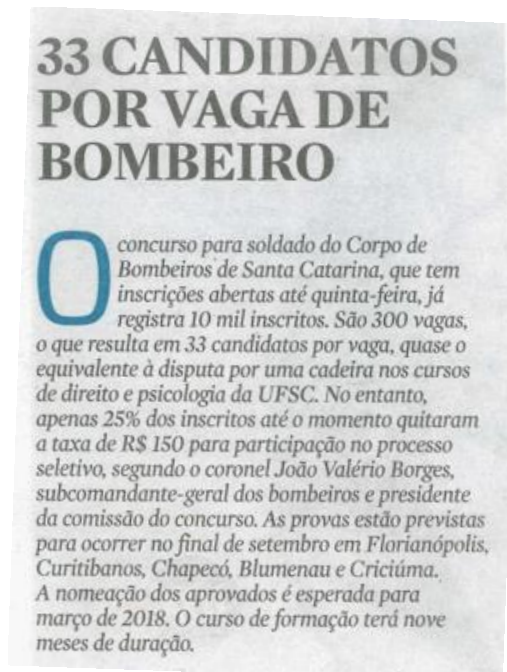 33 CANDIDATOS
POR VAGA DE
BOMBEIRO
O concurso para soldado do Corpo de
Bombeiros de Santa Catarina, que tem
inscrições abertas até quinta-feira, já
registra 10 mil inscritos. São 300 vagas,
o que resulta em 33 candidatos por vaga, quase o
equivalente à disputa por uma cadeira nos cursos
de direito e psicologia da UFSC. No entanto,
apenas 25% dos inscritos até o momento quitaram
a taxa de R$ 150 para participação no processo
seletivo, segundo o coronel João Valério Borges,
subcomandante-geral dos bombeiros e presidente
da comissão do concurso. As provas estão previstas
para ocorrer no final de setembro em Florianópolis,
Curitibanos, Chapecó, Blumenau e Criciúma.
A nomeação dos aprovados é esperada para
março de 2018. O curso de formação terá nove
meses de duração.